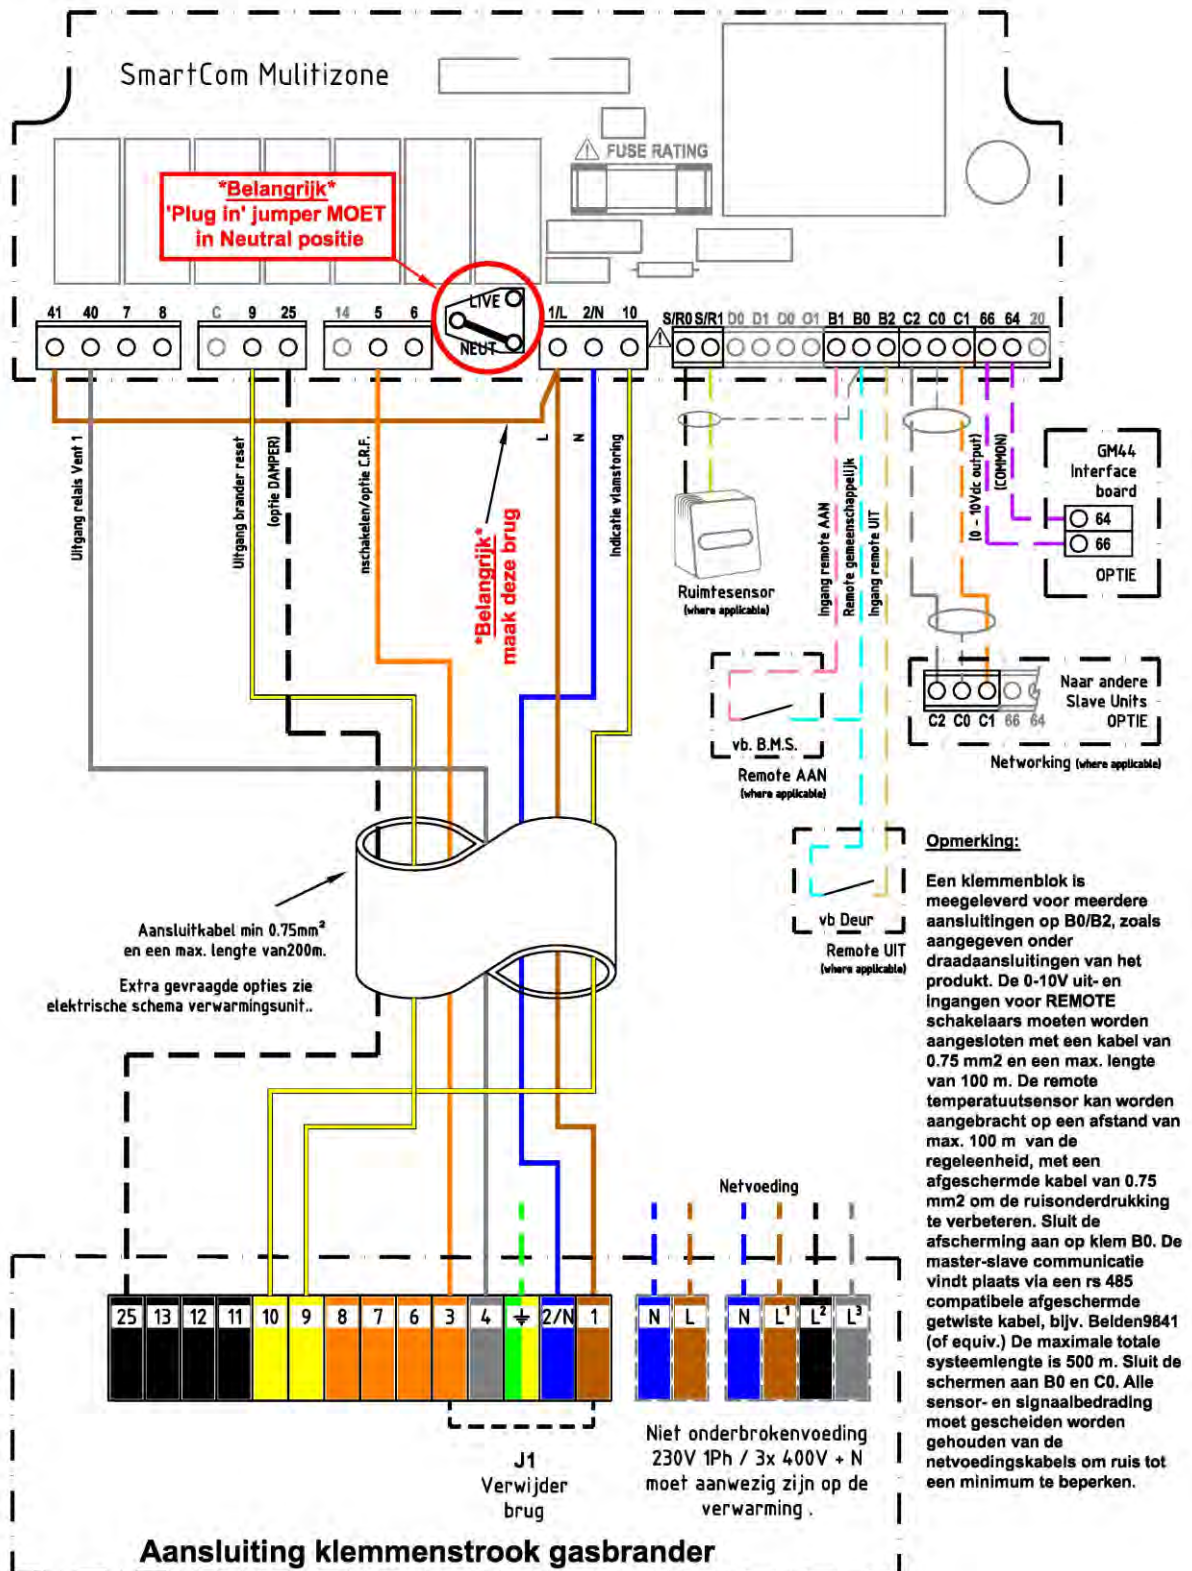 SmartCom Mulitizone
FUSE RATING
*Belangrijk*
'Plug in' jumper MOET
in Neutral positie
LIVE
NEUT
41 40 7 8
C 9 25
14 5 6
1/L 2/N 10
S/R0 S/R1 D0 D1 O0 O1 B1 B0 B2 C2 C0 C1 66 64 20
Uitgang relais Vent 1
Uitgang brander reset
(optie DAMPER)
nschakelen/optie C.R.F.
L
N
Indicatie vlamstoring
*Belangrijk*
maak deze brug
Ruimtesensor
(where applicable)
Ingang remote AAN
Remote gemeenschappelijk
Ingang remote UIT
(0 - 10Vdc output)
(COMMON)
GM44
Interface
board
64
66
OPTIE
Naar andere
Slave Units
OPTIE
C2 C0 C1 66 64
Networking (where applicable)
vb. B.M.S.
Remote AAN
(where applicable)
vb Deur
Remote UIT
(where applicable)
Aansluitkabel min 0.75mm²
en een max. lengte van200m.
Extra gevraagde opties zie
elektrische schema verwarmingsunit..
Opmerking:
Een klemmenblok is
meegeleverd voor meerdere
aansluitingen op B0/B2, zoals
aangegeven onder
draadaansluitingen van het
produkt. De 0-10V uit- en
ingangen voor REMOTE
schakelaars moeten worden
aangesloten met een kabel van
0.75 mm2 en een max. lengte
van 100 m. De remote
temperatuutsensor kan worden
aangebracht op een afstand van
max. 100 m van de
regeleenheid, met een
afgeschermde kabel van 0.75
mm2 om de ruisonderdrukking
te verbeteren. Sluit de
afscherming aan op klem B0. De
master-slave communicatie
vindt plaats via een rs 485
compatibele afgeschermde
getwiste kabel, bijv. Belden9841
(of equiv.) De maximale totale
systeemlengte is 500 m. Sluit de
schermen aan B0 en C0. Alle
sensor- en signaalbedrading
moet gescheiden worden
gehouden van de
netvoedingskabels om ruis tot
een minimum te beperken.
Netvoeding
25 13 12 11 10 9 8 7 6 3 4 2/N 1
N L
N L¹ L² L³
J1
Verwijder
brug
Niet onderbrokenvoeding
230V 1Ph / 3x 400V + N
moet aanwezig zijn op de
verwarming .
Aansluiting klemmenstrook gasbrander